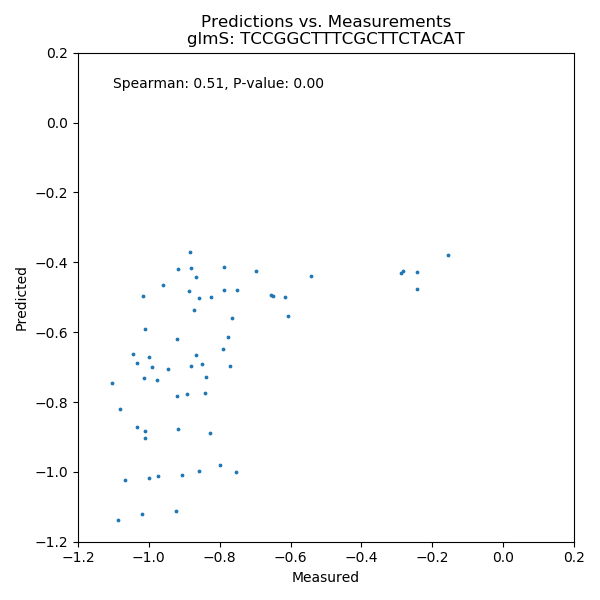 Predictions vs. Measurements
glmS: TCCGGCTTTCGCTTCTACAT
Spearman: 0.51, P-value: 0.00
0.2
0.0
−0.2
−0.4
−0.6
−0.8
−1.0
−1.2
Predicted
−1.2 −1.0 −0.8 −0.6 −0.4 −0.2 0.0 0.2
Measured